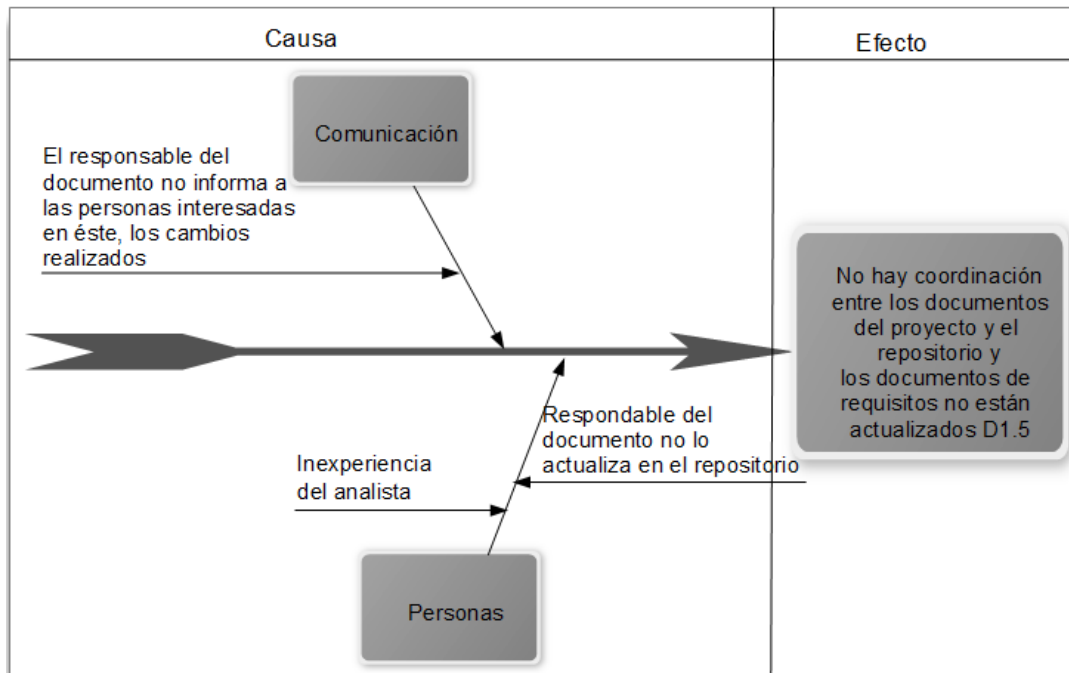 Causa
Efecto
Comunicación
El responsable del
documento no informa a
las personas interesadas
en éste, los cambios
realizados
No hay coordinación
entre los documentos
del proyecto y el
repositorio y
los documentos de
requisitos no están
actualizados D1.5
Respondable del
documento no lo
actualiza en el repositorio
Inexperiencia
del analista
Personas